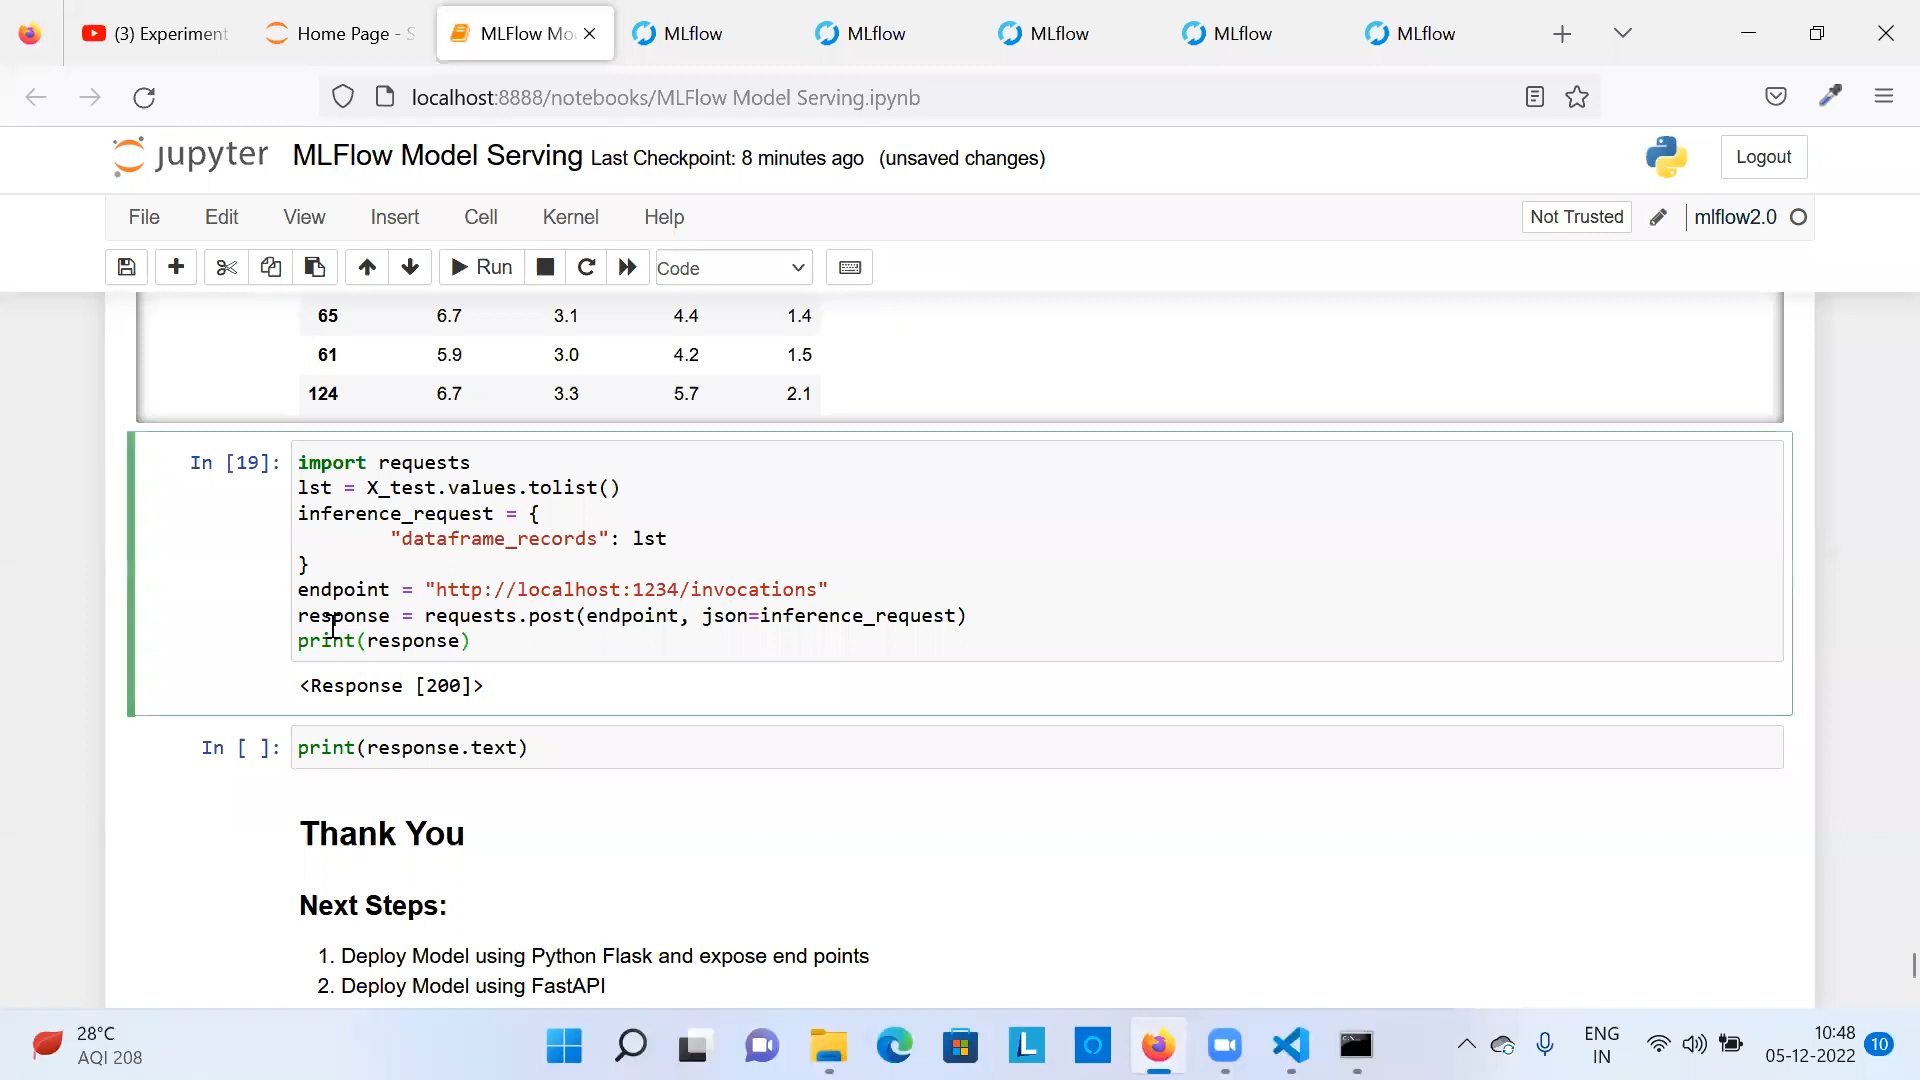 (3) Experiment
Home Page - S
MLFlow Mo
MLflow
MLflow
MLflow
MLflow
MLflow
localhost:8888/notebooks/MLFlow Model Serving.ipynb
jupyter MLFlow Model Serving Last Checkpoint: 8 minutes ago (unsaved changes)
Logout
File Edit View Insert Cell Kernel Help
Not Trusted
mlflow2.0
Run
Code
65 6.7 3.1 4.4 1.4
61 5.9 3.0 4.2 1.5
124 6.7 3.3 5.7 2.1
In [19]: import requests
lst = X_test.values.tolist()
inference_request = {
"dataframe_records": lst
}
endpoint = "http://localhost:1234/invocations"
response = requests.post(endpoint, json=inference_request)
print(response)
<Response [200]>
In [ ]: print(response.text)
Thank You
Next Steps:
1. Deploy Model using Python Flask and expose end points
2. Deploy Model using FastAPI
28°C
AQI 208
L
ENG
IN
10:48
05-12-2022
10